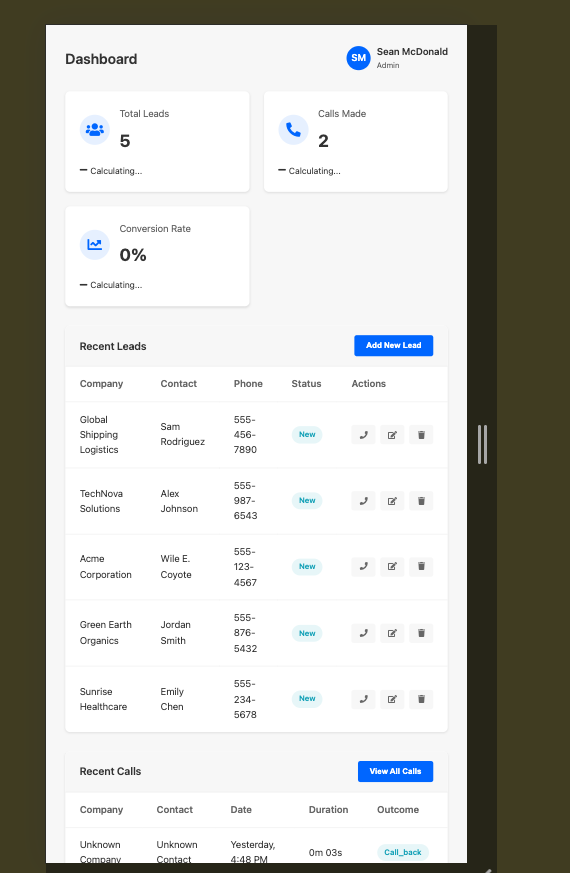 Dashboard
SM
Sean McDonald
Admin
Total Leads
5
Calculating...
Calls Made
2
Calculating...
Conversion Rate
0%
Calculating...
Recent Leads
Add New Lead
Company Contact Phone Status Actions
Global
Shipping
Logistics
Sam
Rodriguez
555-
456-
7890
New
TechNova
Solutions
Alex
Johnson
555-
987-
6543
New
Acme
Corporation
Wile E.
Coyote
555-
123-
4567
New
Green Earth
Organics
Jordan
Smith
555-
876-
5432
New
Sunrise
Healthcare
Emily
Chen
555-
234-
5678
New
Recent Calls
View All Calls
Company Contact Date Duration Outcome
Unknown
Company
Unknown
Contact
Yesterday,
4:48 PM
0m 03s
Call_back